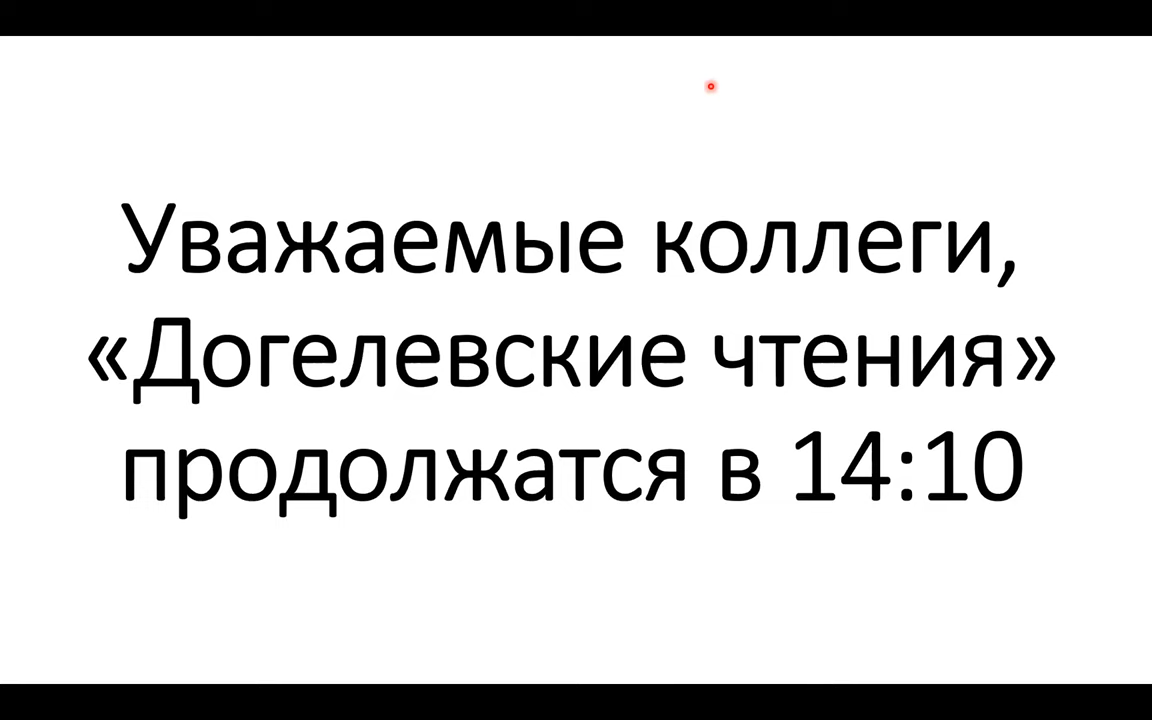 Уважаемые коллеги,
«Догелевские чтения»
продолжатся в 14:10